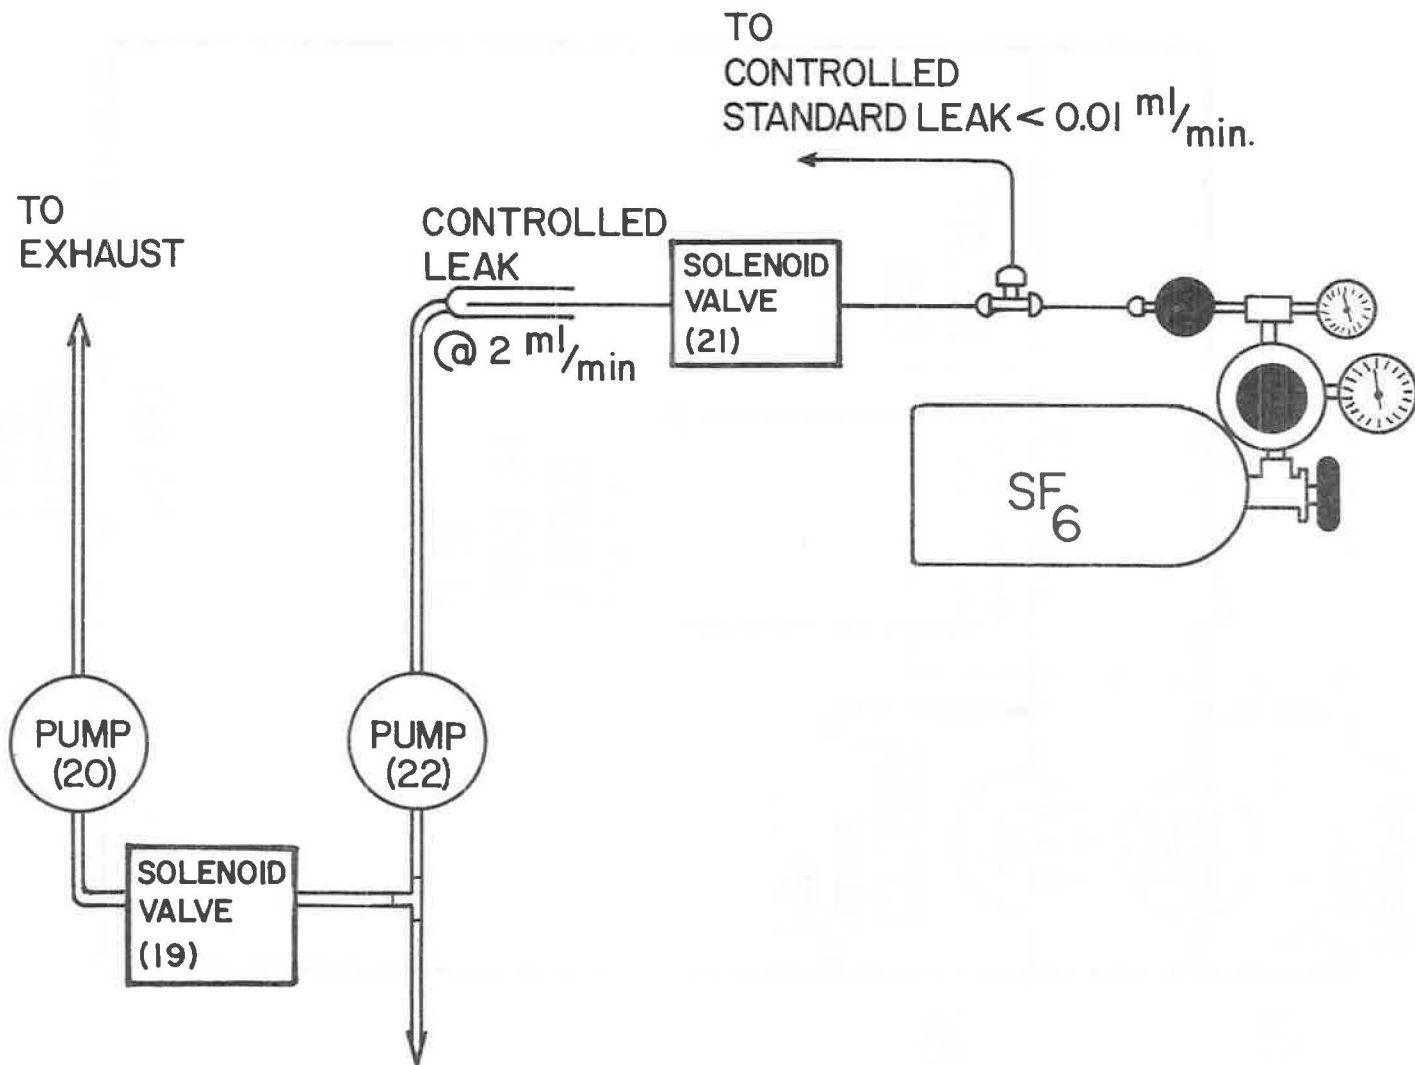 TO
CONTROLLED
STANDARD LEAK < 0.01 ml/min.
TO
EXHAUST
CONTROLLED
LEAK
@ 2 ml/min
SOLENOID
VALVE
(21)
SF6
PUMP
(20)
PUMP
(22)
SOLENOID
VALVE
(19)